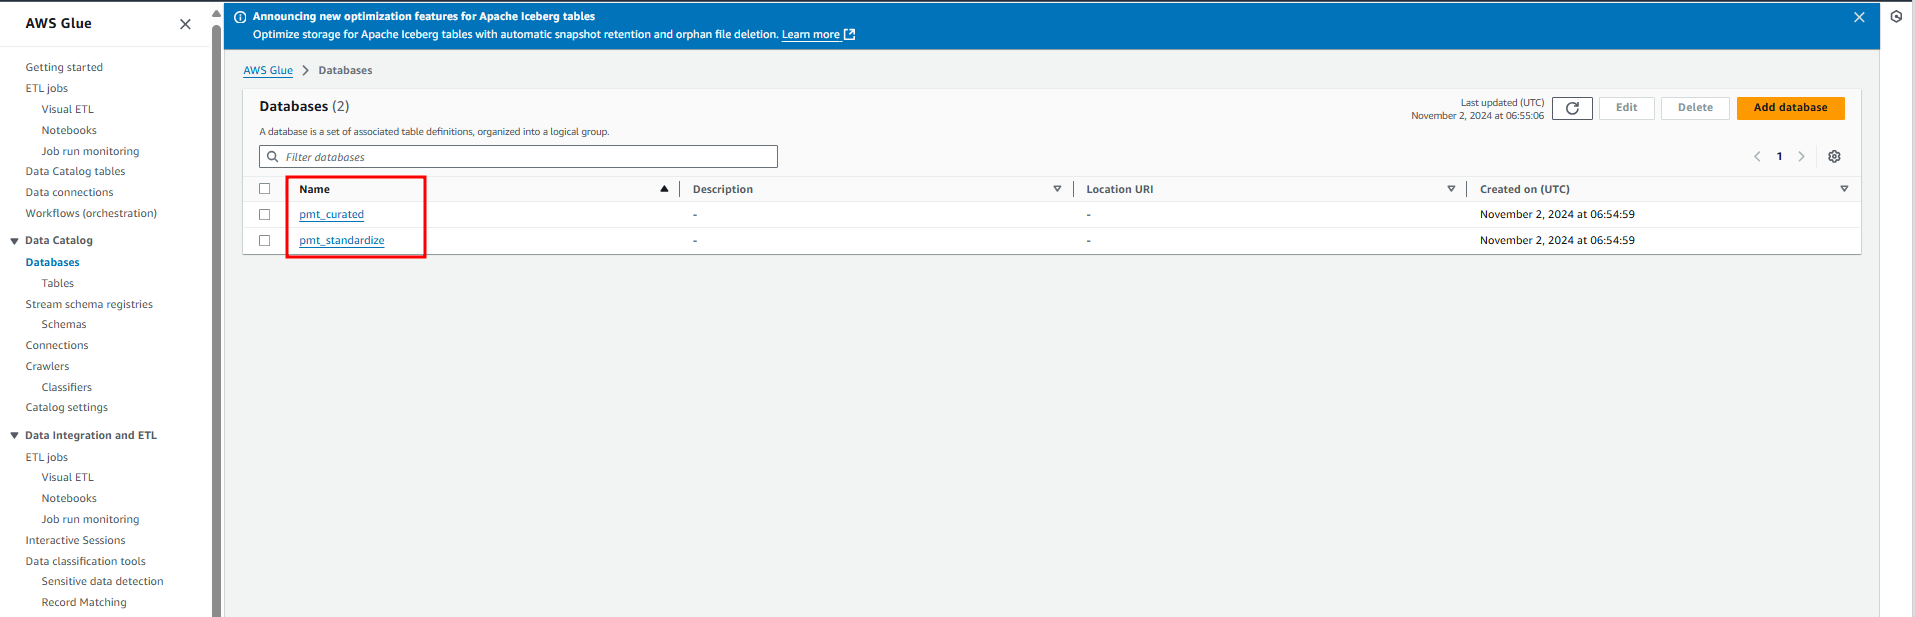 AWS Glue
Getting started
ETL jobs
Visual ETL
Notebooks
Job run monitoring
Data Catalog tables
Data connections
Workflows (orchestration)
Data Catalog
Databases
Tables
Stream schema registries
Schemas
Connections
Crawlers
Classifiers
Catalog settings
Data Integration and ETL
ETL jobs
Visual ETL
Notebooks
Job run monitoring
Interactive Sessions
Data classification tools
Sensitive data detection
Record Matching
Announcing new optimization features for Apache Iceberg tables
Optimize storage for Apache Iceberg tables with automatic snapshot retention and orphan file deletion. Learn more
AWS Glue > Databases
Databases (2)
Last updated (UTC)
November 2, 2024 at 06:55:06
Edit
Delete
Add database
A database is a set of associated table definitions, organized into a logical group.
Filter databases
1
Name Description Location URI Created on (UTC)
pmt_curated - - November 2, 2024 at 06:54:59
pmt_standardize - - November 2, 2024 at 06:54:59